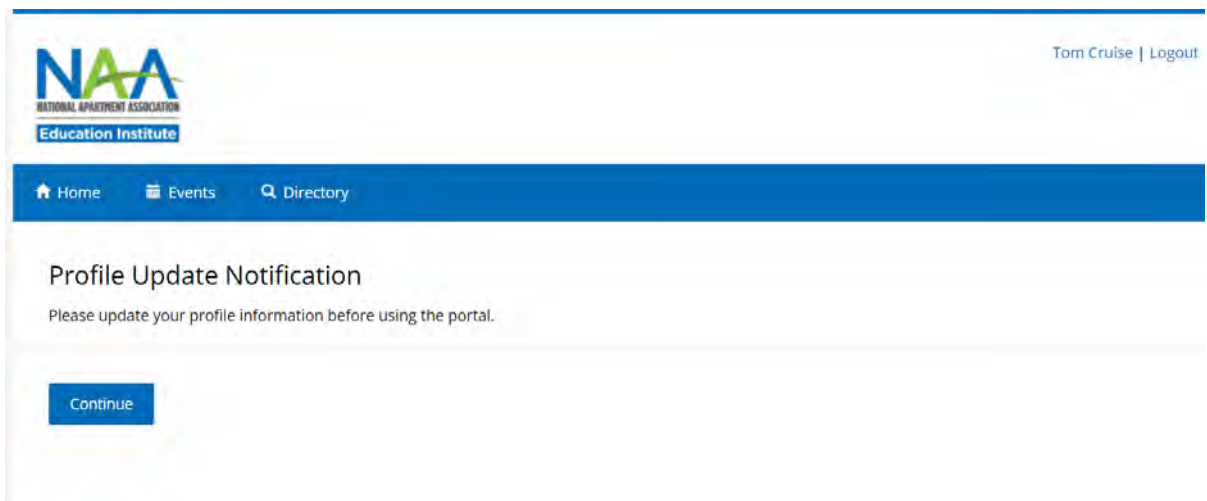 Tom Cruise | Logout
NAA
NATIONAL APARTMENT ASSOCIATION
Education Institute
Home Events Directory
Profile Update Notification
Please update your profile information before using the portal.
Continue